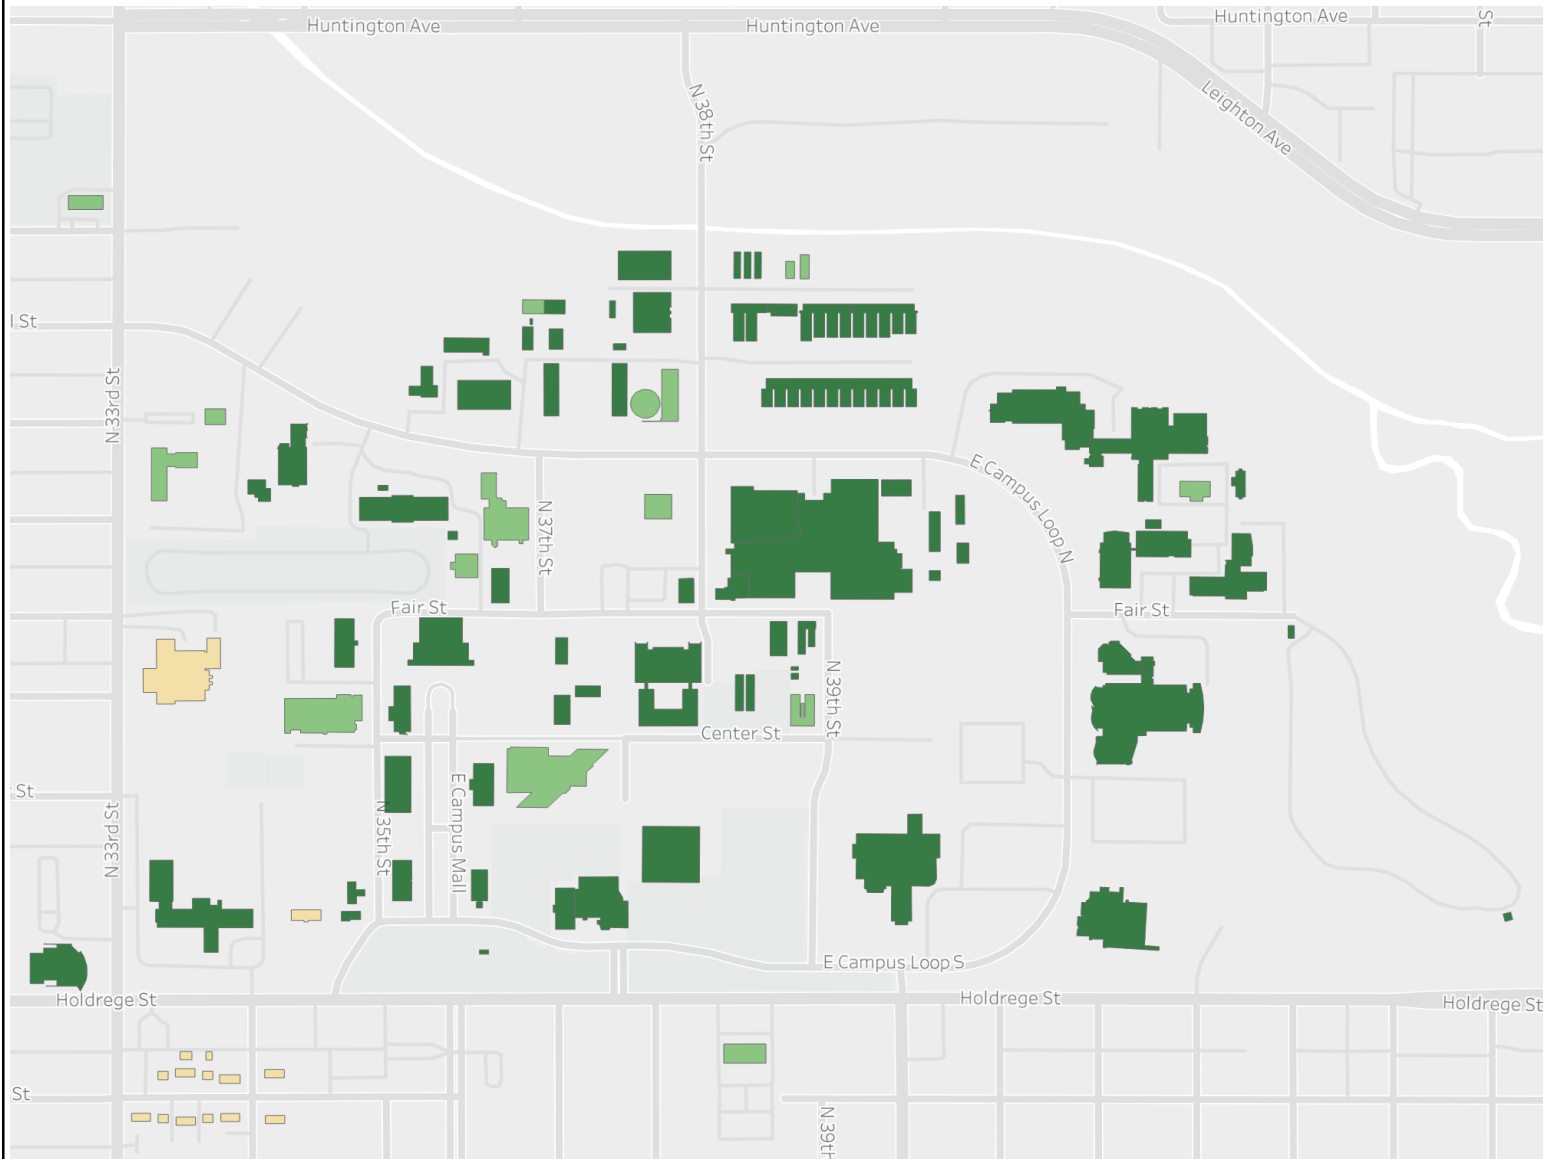 Huntington Ave
Huntington Ave
Huntington Ave
St
N 38th St
Leighton Ave
St
N 33rd St
E Campus Loop N
N 37th St
Fair St
Fair St
N 39th St
Center St
St
N 33rd St
N 35th St
E Campus Mall
E Campus Loop S
Holdrege St
Holdrege St
Holdrege St
St
N 39th